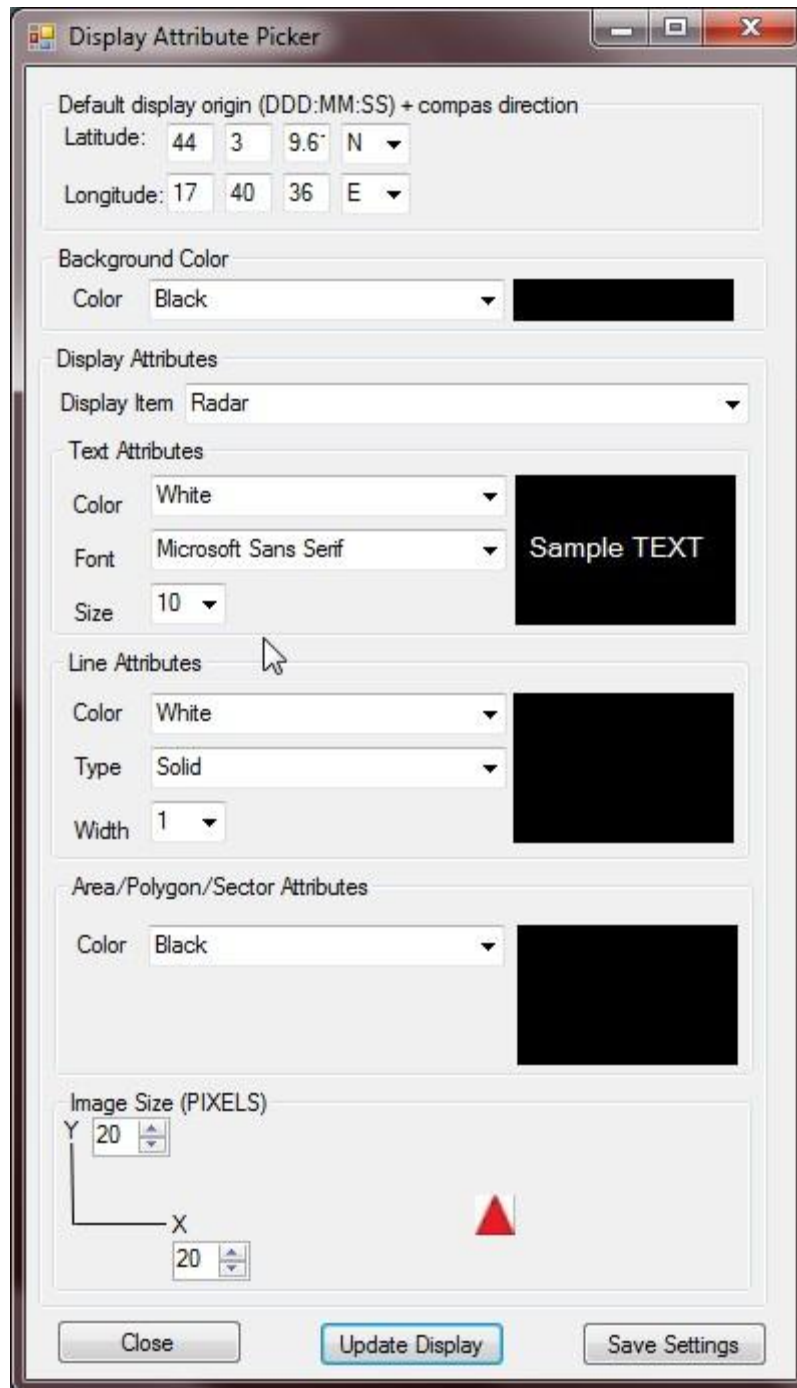 Display Attribute Picker
Default display origin (DDD:MM:SS) + compas direction
Latitude: 44 3 9.6 N
Longitude: 17 40 36 E
Background Color
Color Black
Display Attributes
Display Item Radar
Text Attributes
Color White
Font Microsoft Sans Serif
Sample TEXT
Size 10
Line Attributes
Color White
Type Solid
Width 1
Area/Polygon/Sector Attributes
Color Black
Image Size (PIXELS)
Y 20
X
20
Close Update Display Save Settings